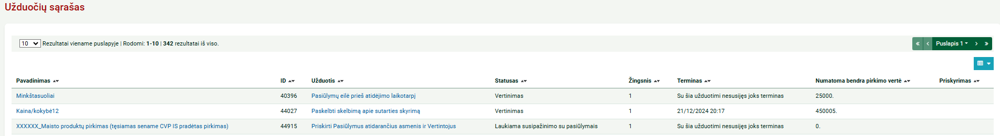 Užduočių sąrašas
10 Rezultatai viename puslapyje | Rodomi: 1-10 | 342 rezultatai iš viso.
« ‹ Puslapis 1 › »
Pavadinimas ID Užduotis Statusas Žingsnis Terminas Numatoma bendra pirkimo vertė Priskyrimas
Minkštasuoliai 40396 Pasiūlymų eilė prieš atidėjimo laikotarpį Vertinimas 1 Su šia užduotimi nesusijęs joks terminas 25000.
Kaina/kokybė12 44027 Paskelbti skelbimą apie sutarties skyrimą Vertinimas 1 21/12/2024 20:17 450005.
XXXXXX_Maisto produktų pirkimas (tęsiamas sename CVP IS pradėtas pirkimas) 44915 Priskirti Pasiūlymus atidarančius asmenis ir Vertintojus Laukiama susipažinimo su pasiūlymais 1 Su šia užduotimi nesusijęs joks terminas 0.